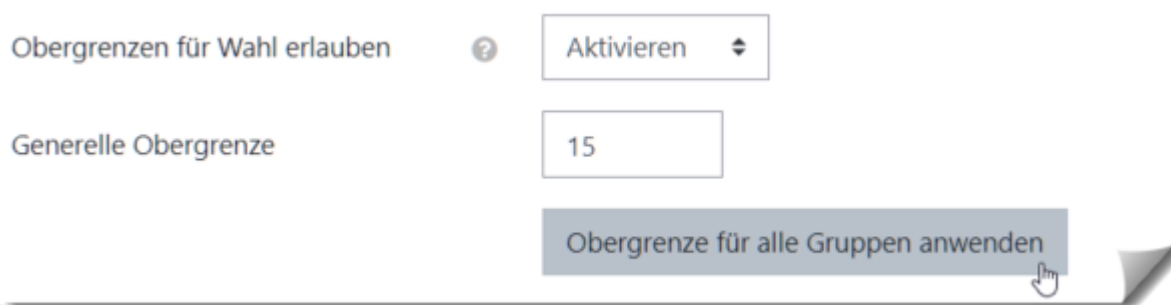 Obergrenzen für Wahl erlauben ? Aktivieren
Generelle Obergrenze 15
Obergrenze für alle Gruppen anwenden